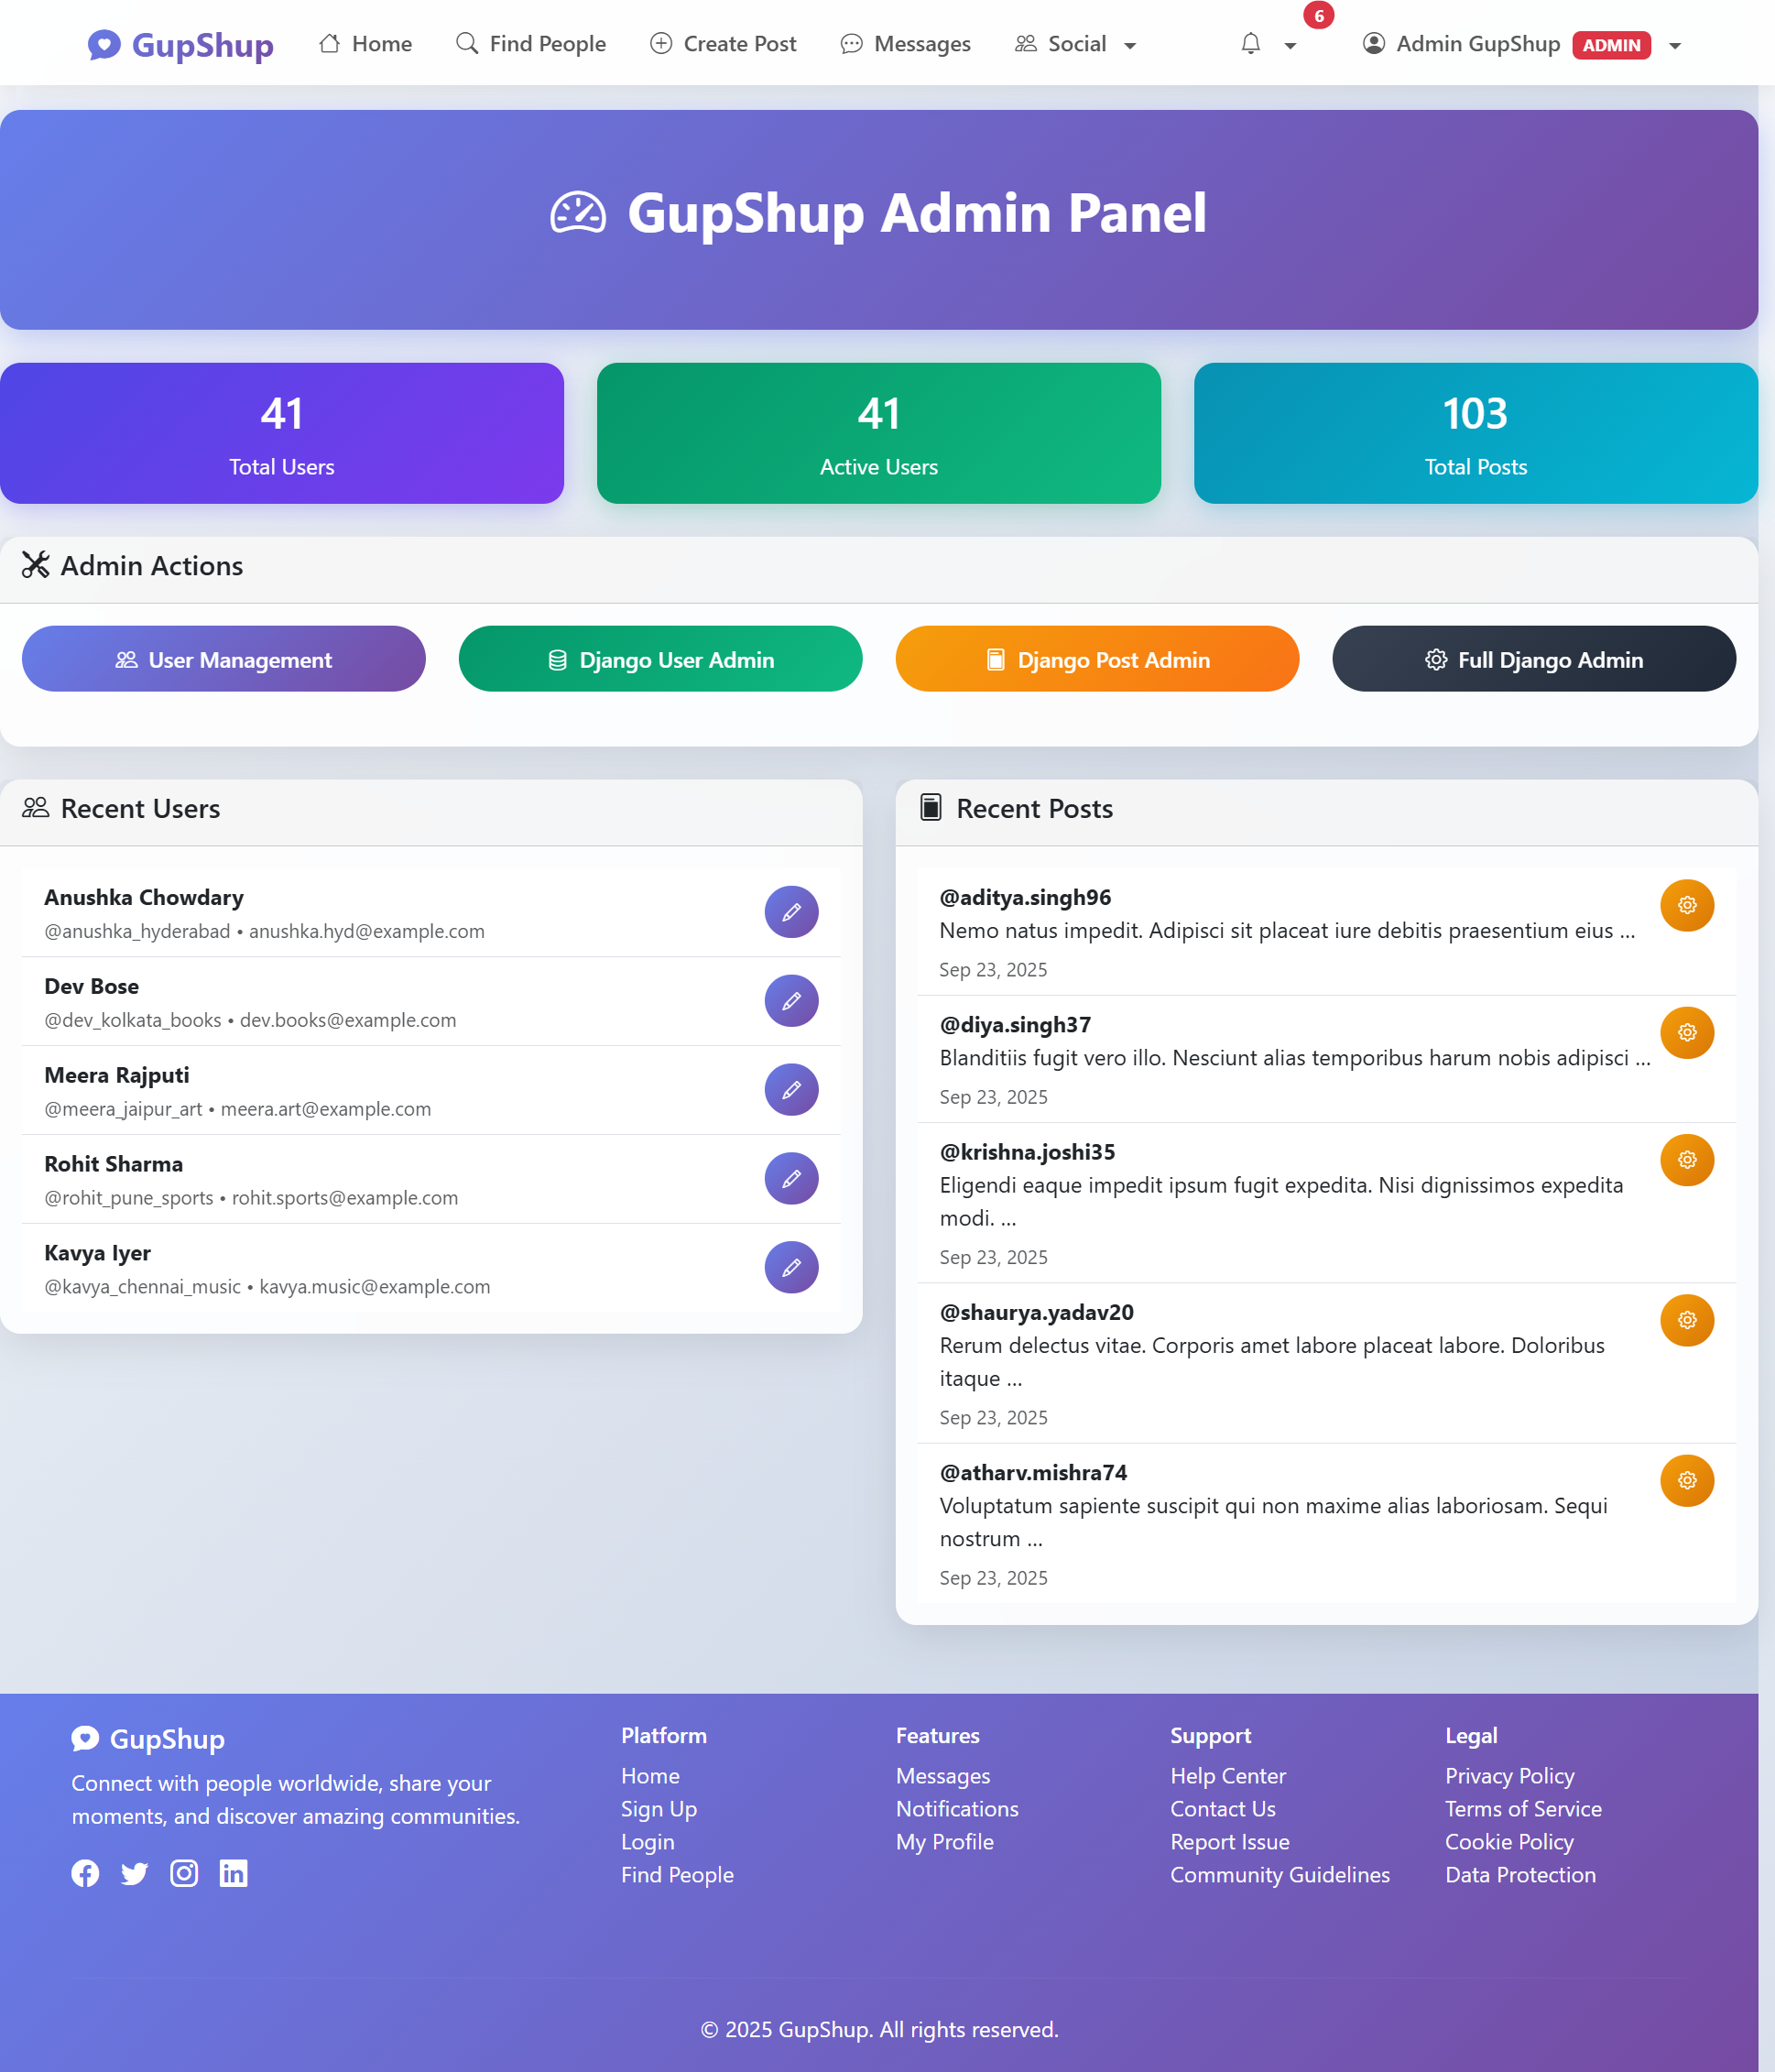 GupShup Home Find People Create Post Messages Social 6 Admin GupShup ADMIN
GupShup Admin Panel
41
Total Users
41
Active Users
103
Total Posts
Admin Actions
User Management
Django User Admin
Django Post Admin
Full Django Admin
Recent Users
Anushka Chowdary
@anushka_hyderabad • anushka.hyd@example.com
Dev Bose
@dev_kolkata_books • dev.books@example.com
Meera Rajputi
@meera_jaipur_art • meera.art@example.com
Rohit Sharma
@rohit_pune_sports • rohit.sports@example.com
Kavya Iyer
@kavya_chennai_music • kavya.music@example.com
Recent Posts
@aditya.singh96
Nemo natus impedit. Adipisci sit placeat iure debitis praesentium eius ...
Sep 23, 2025
@diya.singh37
Blanditiis fugit vero illo. Nesciunt alias temporibus harum nobis adipisci ...
Sep 23, 2025
@krishna.joshi35
Eligendi eaque impedit ipsum fugit expedita. Nisi dignissimos expedita
modi. ...
Sep 23, 2025
@shaurya.yadav20
Rerum delectus vitae. Corporis amet labore placeat labore. Doloribus
itaque ...
Sep 23, 2025
@atharv.mishra74
Voluptatum sapiente suscipit qui non maxime alias laboriosam. Sequi
nostrum ...
Sep 23, 2025
GupShup
Connect with people worldwide, share your
moments, and discover amazing communities.
Platform
Home
Sign Up
Login
Find People
Features
Messages
Notifications
My Profile
Support
Help Center
Contact Us
Report Issue
Community Guidelines
Legal
Privacy Policy
Terms of Service
Cookie Policy
Data Protection
© 2025 GupShup. All rights reserved.